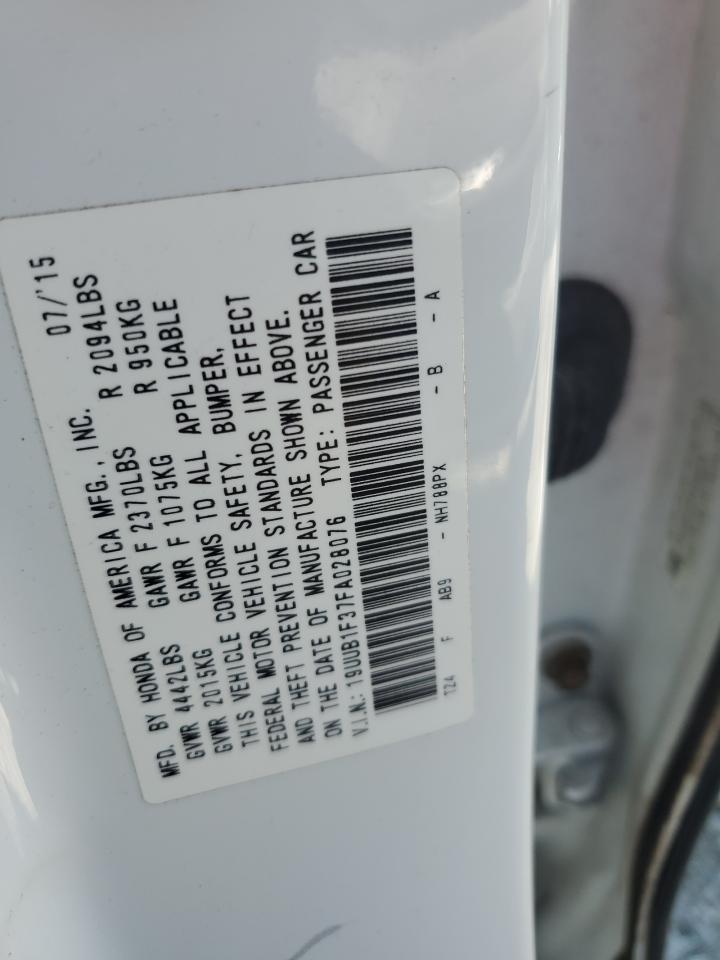 MFD. BY HONDA OF AMERICA MFG., INC. 07/'15
GVWR 4442LBS GAWR F 2370LBS R 2094LBS
GVWR 2015KG GAWR F 1075KG R 950KG
THIS VEHICLE CONFORMS TO ALL APPLICABLE
FEDERAL MOTOR VEHICLE SAFETY, BUMPER,
AND THEFT PREVENTION STANDARDS IN EFFECT
ON THE DATE OF MANUFACTURE SHOWN ABOVE.
V.I.N.: 19UUB1F37FA028076 TYPE: PASSENGER CAR
T24 F AB9 - NH788PX - B - A